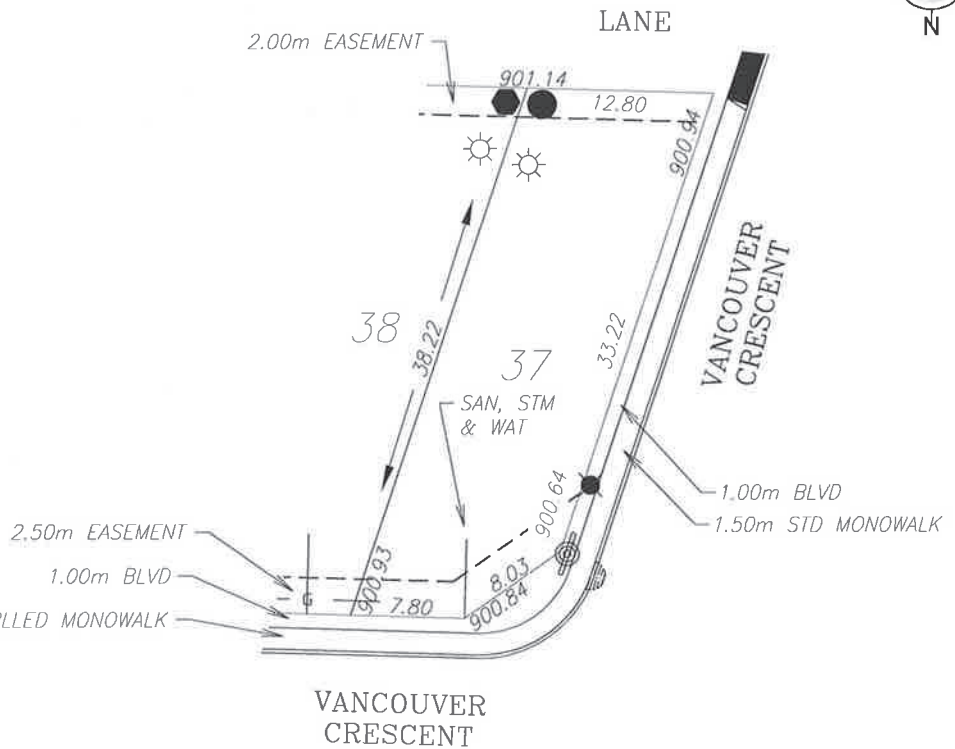 LANE
N
2.00m EASEMENT
901.14
12.80
900.94
VANCOUVER
CRESCENT
38
38.22
37
33.22
SAN, STM
& WAT
900.64
1.00m BLVD
1.50m STD MONOWALK
2.50m EASEMENT
1.00m BLVD
G
900.93
7.80
8.03
900.84
LLED MONOWALK
VANCOUVER
CRESCENT